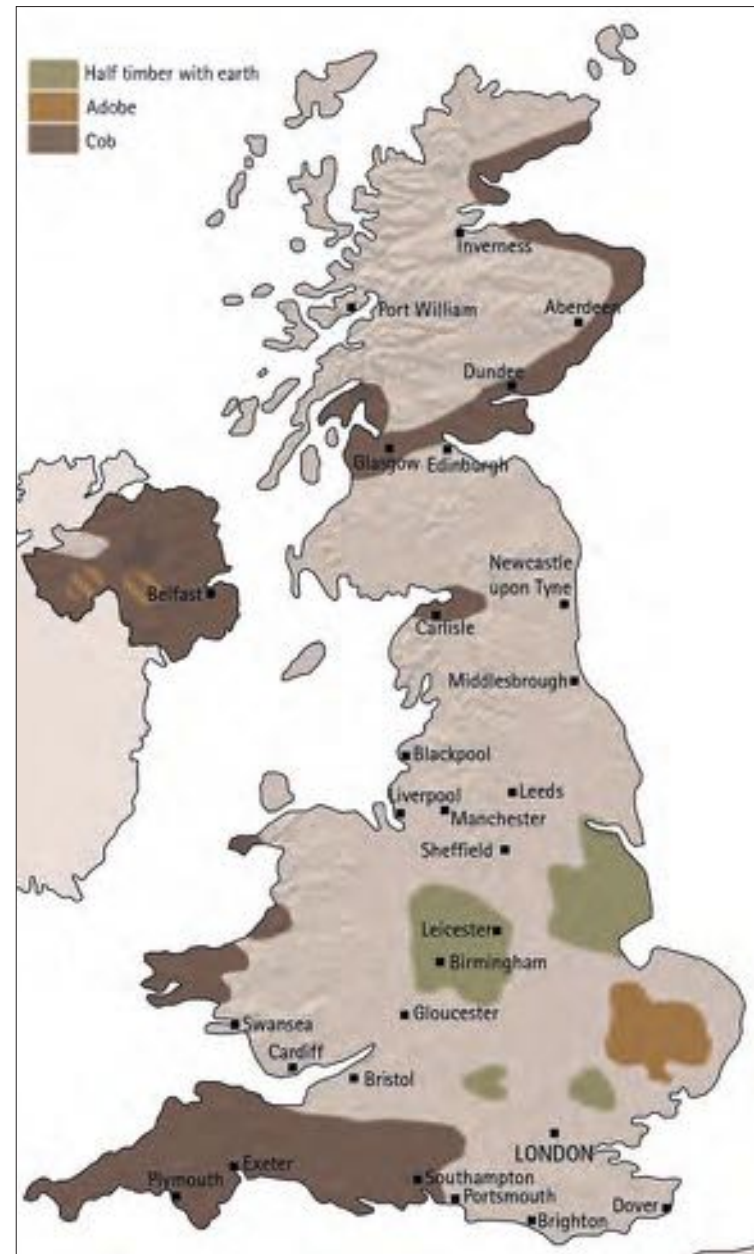 Half timber with earth
Adobe
Cob
Inverness
Port William
Aberdeen
Dundee
Glasgow
Edinborgh
Newcastle
upon Tyne
Belfast
Carlisle
Middlesbrough
Blackpool
Leeds
Liverpool
Manchester
Sheffield
Leicester
Birmingham
Gloucester
Swansea
Cardiff
Bristol
LONDON
Exeter
Plymouth
Southampton
Portsmouth
Dover
Brighton